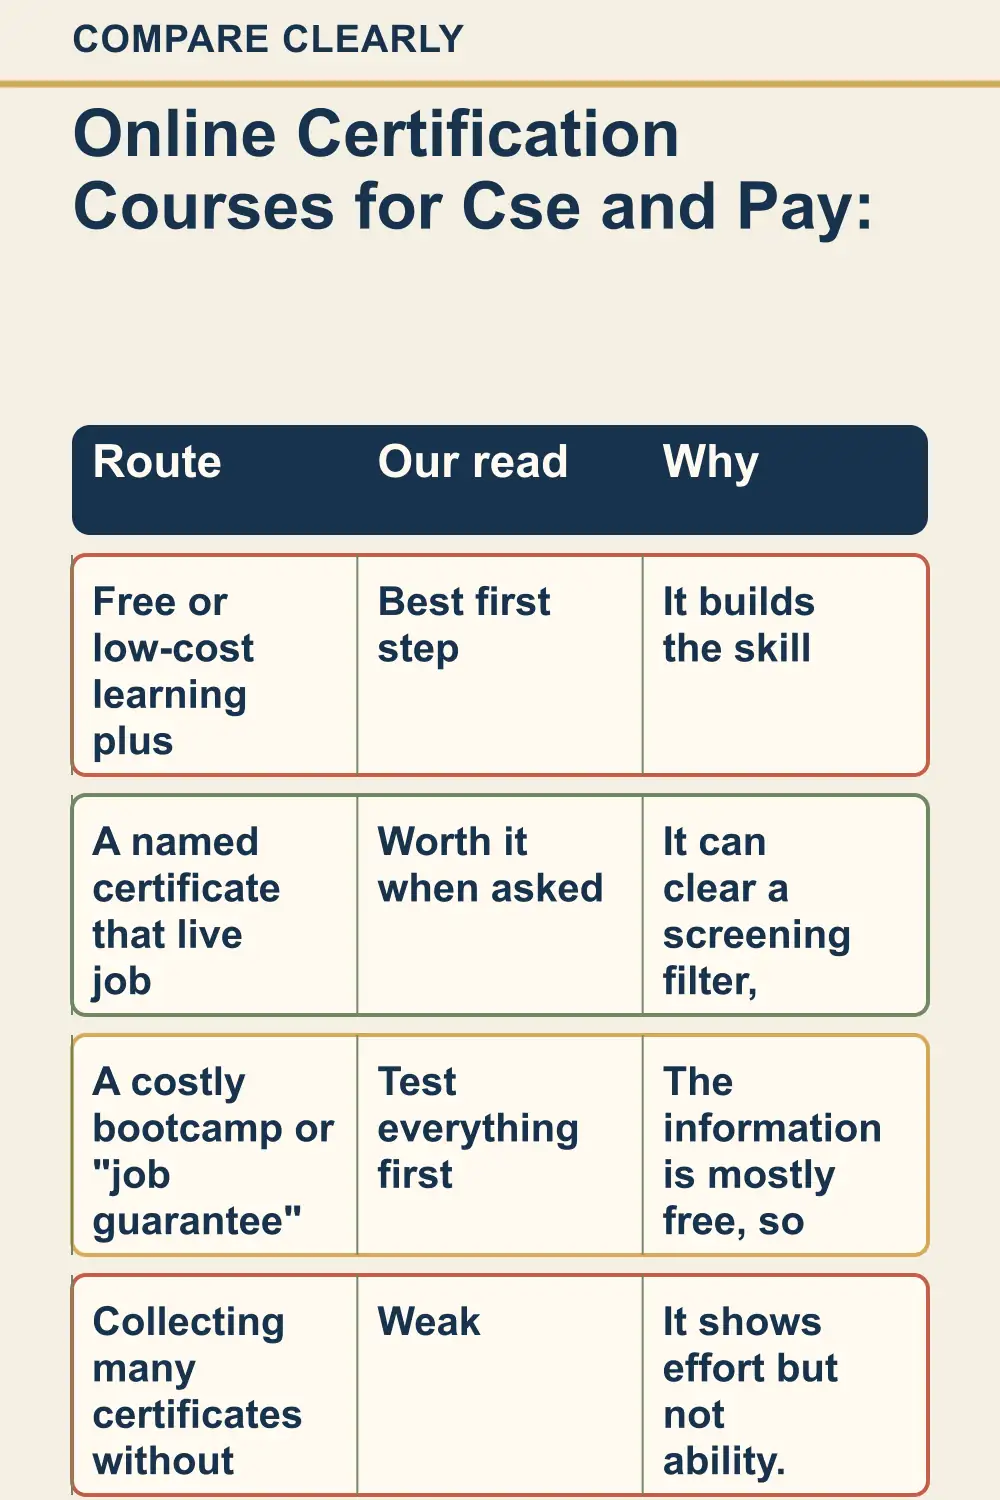 COMPARE CLEARLY
Online Certification
Courses for Cse and Pay:
Route
Our read
Why
Free or
low-cost
learning
plus
Best first
step
It builds
the skill
A named
certificate
that live
job
Worth it
when asked
It can
clear a
screening
filter,
A costly
bootcamp or
"job
guarantee"
Test
everything
first
The
information
is mostly
free, so
Collecting
many
certificates
without
Weak
It shows
effort but
not
ability.